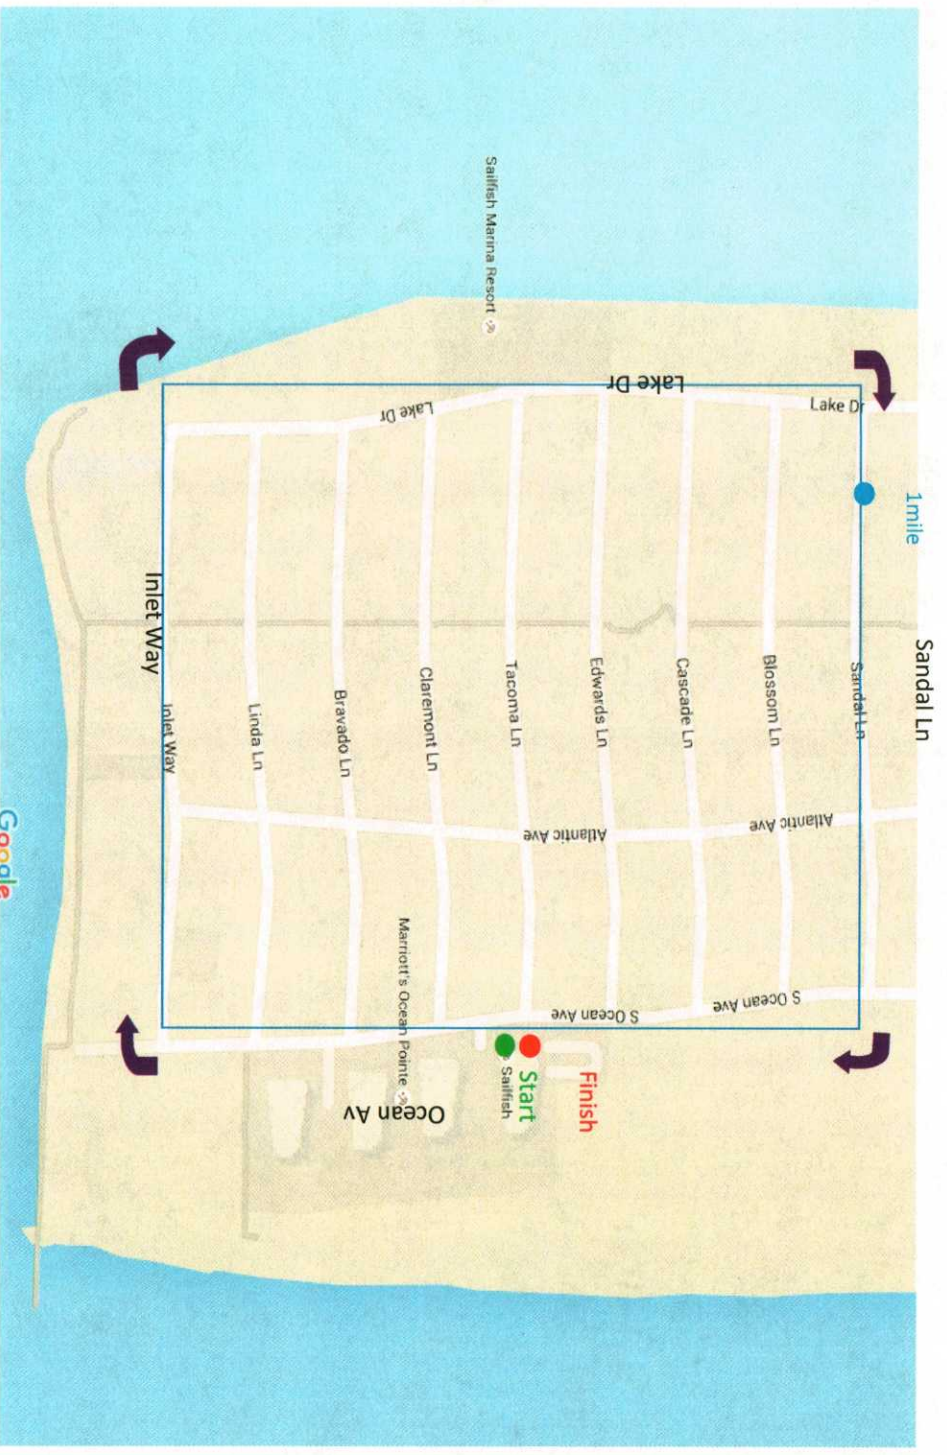 Sandal Ln
1mile
Lake Dr
Lake Dr
Lake Dr
Sandal Ln
Blossom Ln
Cascade Ln
Edwards Ln
Tacoma Ln
Claremont Ln
Bravado Ln
Linda Ln
Inlet Way
Inlet Way
Atlantic Ave
Atlantic Ave
S Ocean Ave
S Ocean Ave
Ocean Av
Finish
Start
Sailfish
Marriott's Ocean Pointe
Sailfish Marina Resort
Google